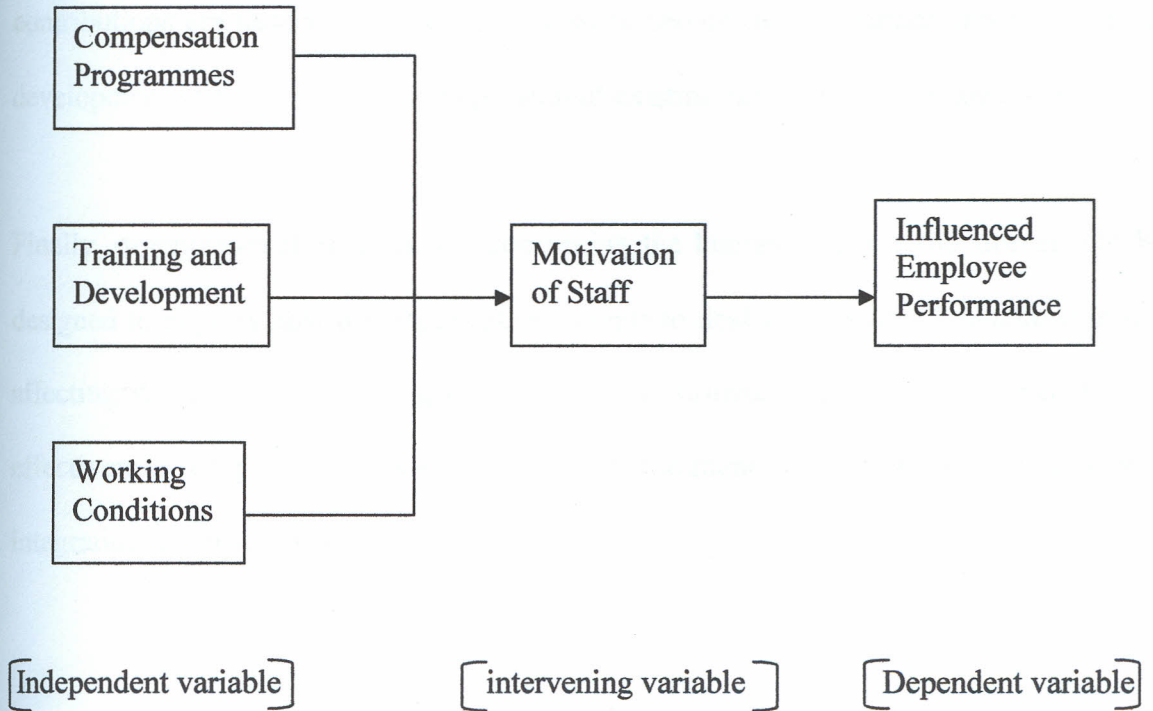 Compensation
Programmes
Training and
Development
Working
Conditions
Motivation
of Staff
Influenced
Employee
Performance
[Independent variable]
[intervening variable]
[Dependent variable]